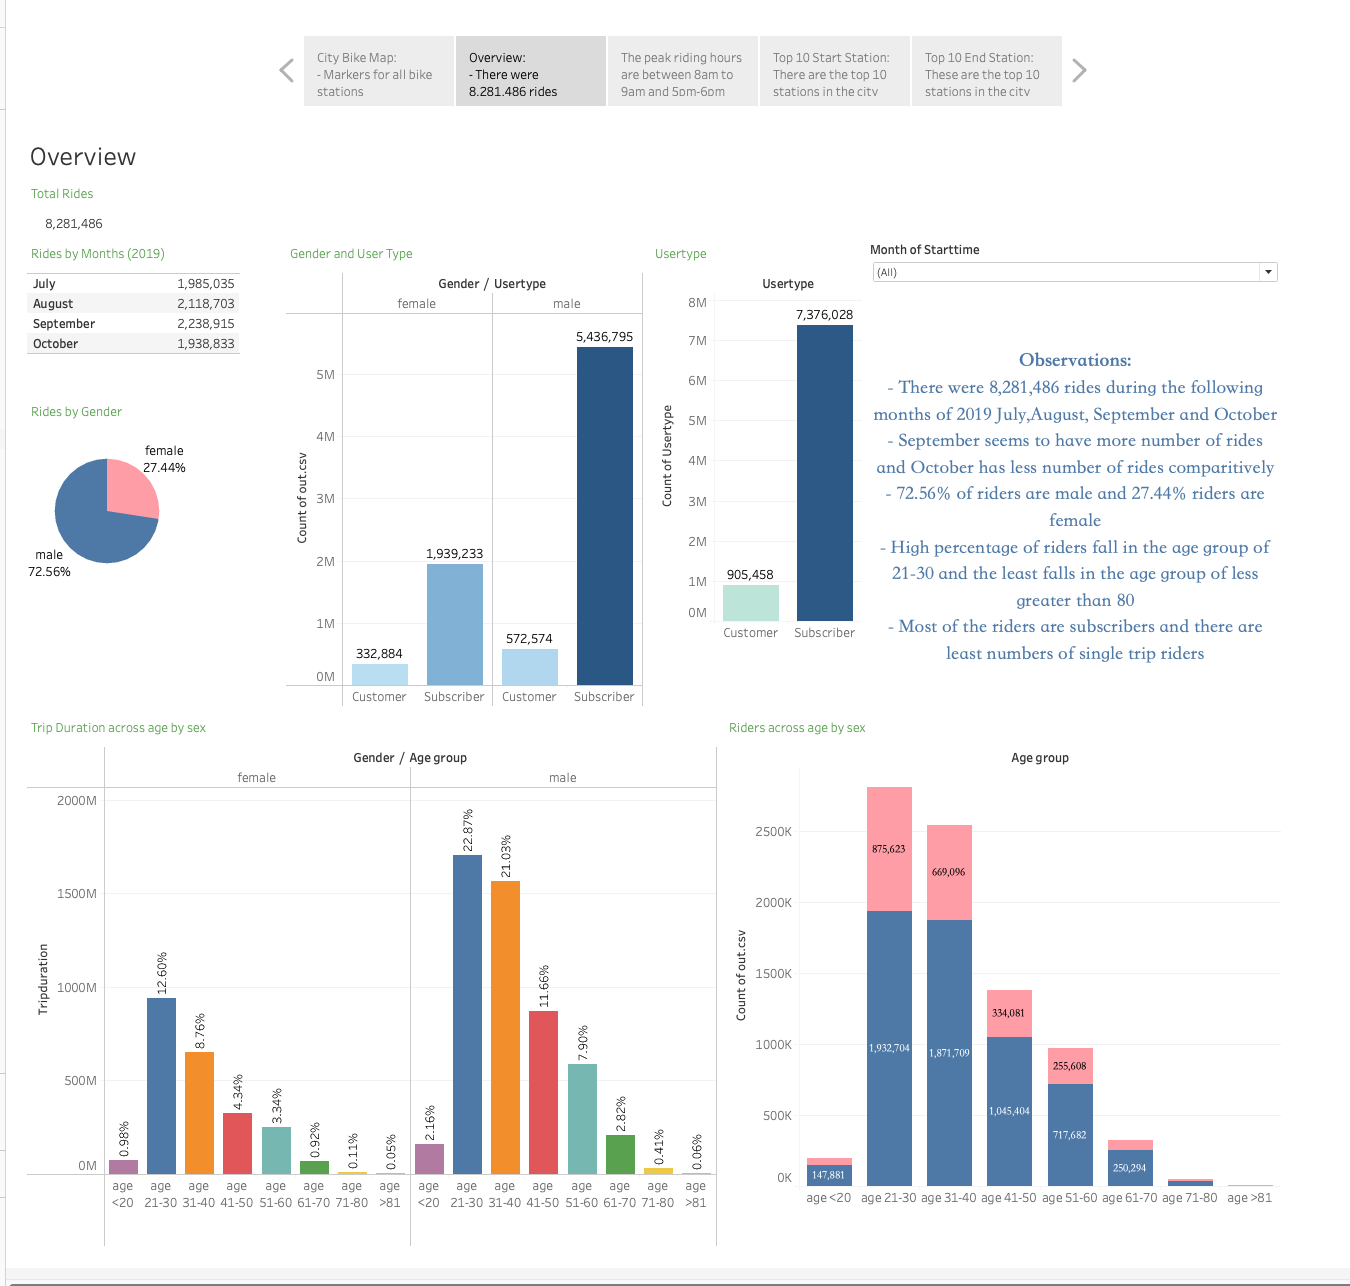 City Bike Map:
- Markers for all bike
stations
Overview:
- There were
8,281,486 rides
The peak riding hours
are between 8am to
9am and 5pm-6pm
Top 10 Start Station:
There are the top 10
stations in the city
Top 10 End Station:
These are the top 10
stations in the city
Overview
Total Rides
8,281,486
Rides by Months (2019)
July 1,985,035
August 2,118,703
September 2,238,915
October 1,938,833
Rides by Gender
female
27.44%
male
72.56%
Gender and User Type
Gender / Usertype
female male
Count of out.csv
5M
4M
3M
2M
1M
0M
332,884
1,939,233
572,574
5,436,795
Customer Subscriber Customer Subscriber
Usertype
Usertype
Count of Usertype
8M
7M
6M
5M
4M
3M
2M
1M
0M
905,458
7,376,028
Customer Subscriber
Month of Starttime
(All)
Observations:
- There were 8,281,486 rides during the following
months of 2019 July,August, September and October
- September seems to have more number of rides
and October has less number of rides comparitively
- 72.56% of riders are male and 27.44% riders are
female
- High percentage of riders fall in the age group of
21-30 and the least falls in the age group of less
greater than 80
- Most of the riders are subscribers and there are
least numbers of single trip riders
Trip Duration across age by sex
Gender / Age group
female male
Tripduration
2000M
1500M
1000M
500M
0M
0.98%
12.60%
8.76%
4.34%
3.34%
0.92%
0.11%
0.05%
2.16%
22.87%
21.03%
11.66%
7.90%
2.82%
0.41%
0.06%
age age age age age age age age age age age age age age age age
<20 21-30 31-40 41-50 51-60 61-70 71-80 >81 <20 21-30 31-40 41-50 51-60 61-70 71-80 >81
Riders across age by sex
Age group
Count of out.csv
2500K
2000K
1500K
1000K
500K
0K
147,881
875,623
1,932,704
669,096
1,871,709
334,081
1,045,404
255,608
717,682
250,294
age <20 age 21-30 age 31-40 age 41-50 age 51-60 age 61-70 age 71-80 age >81